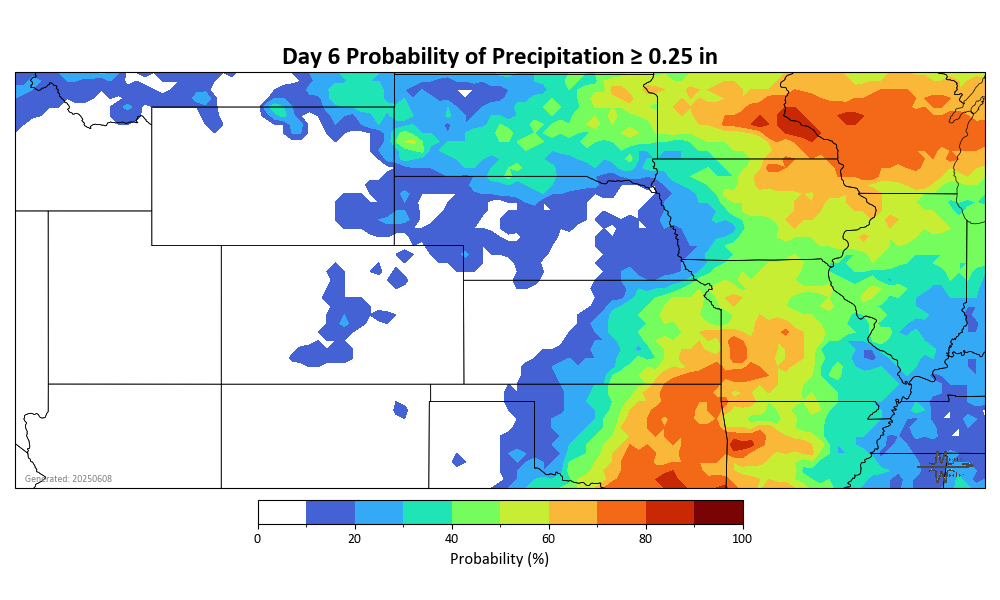 Day 6 Probability of Precipitation ≥ 0.25 in
Generated: 20250608
0 20 40 60 80 100
Probability (%)